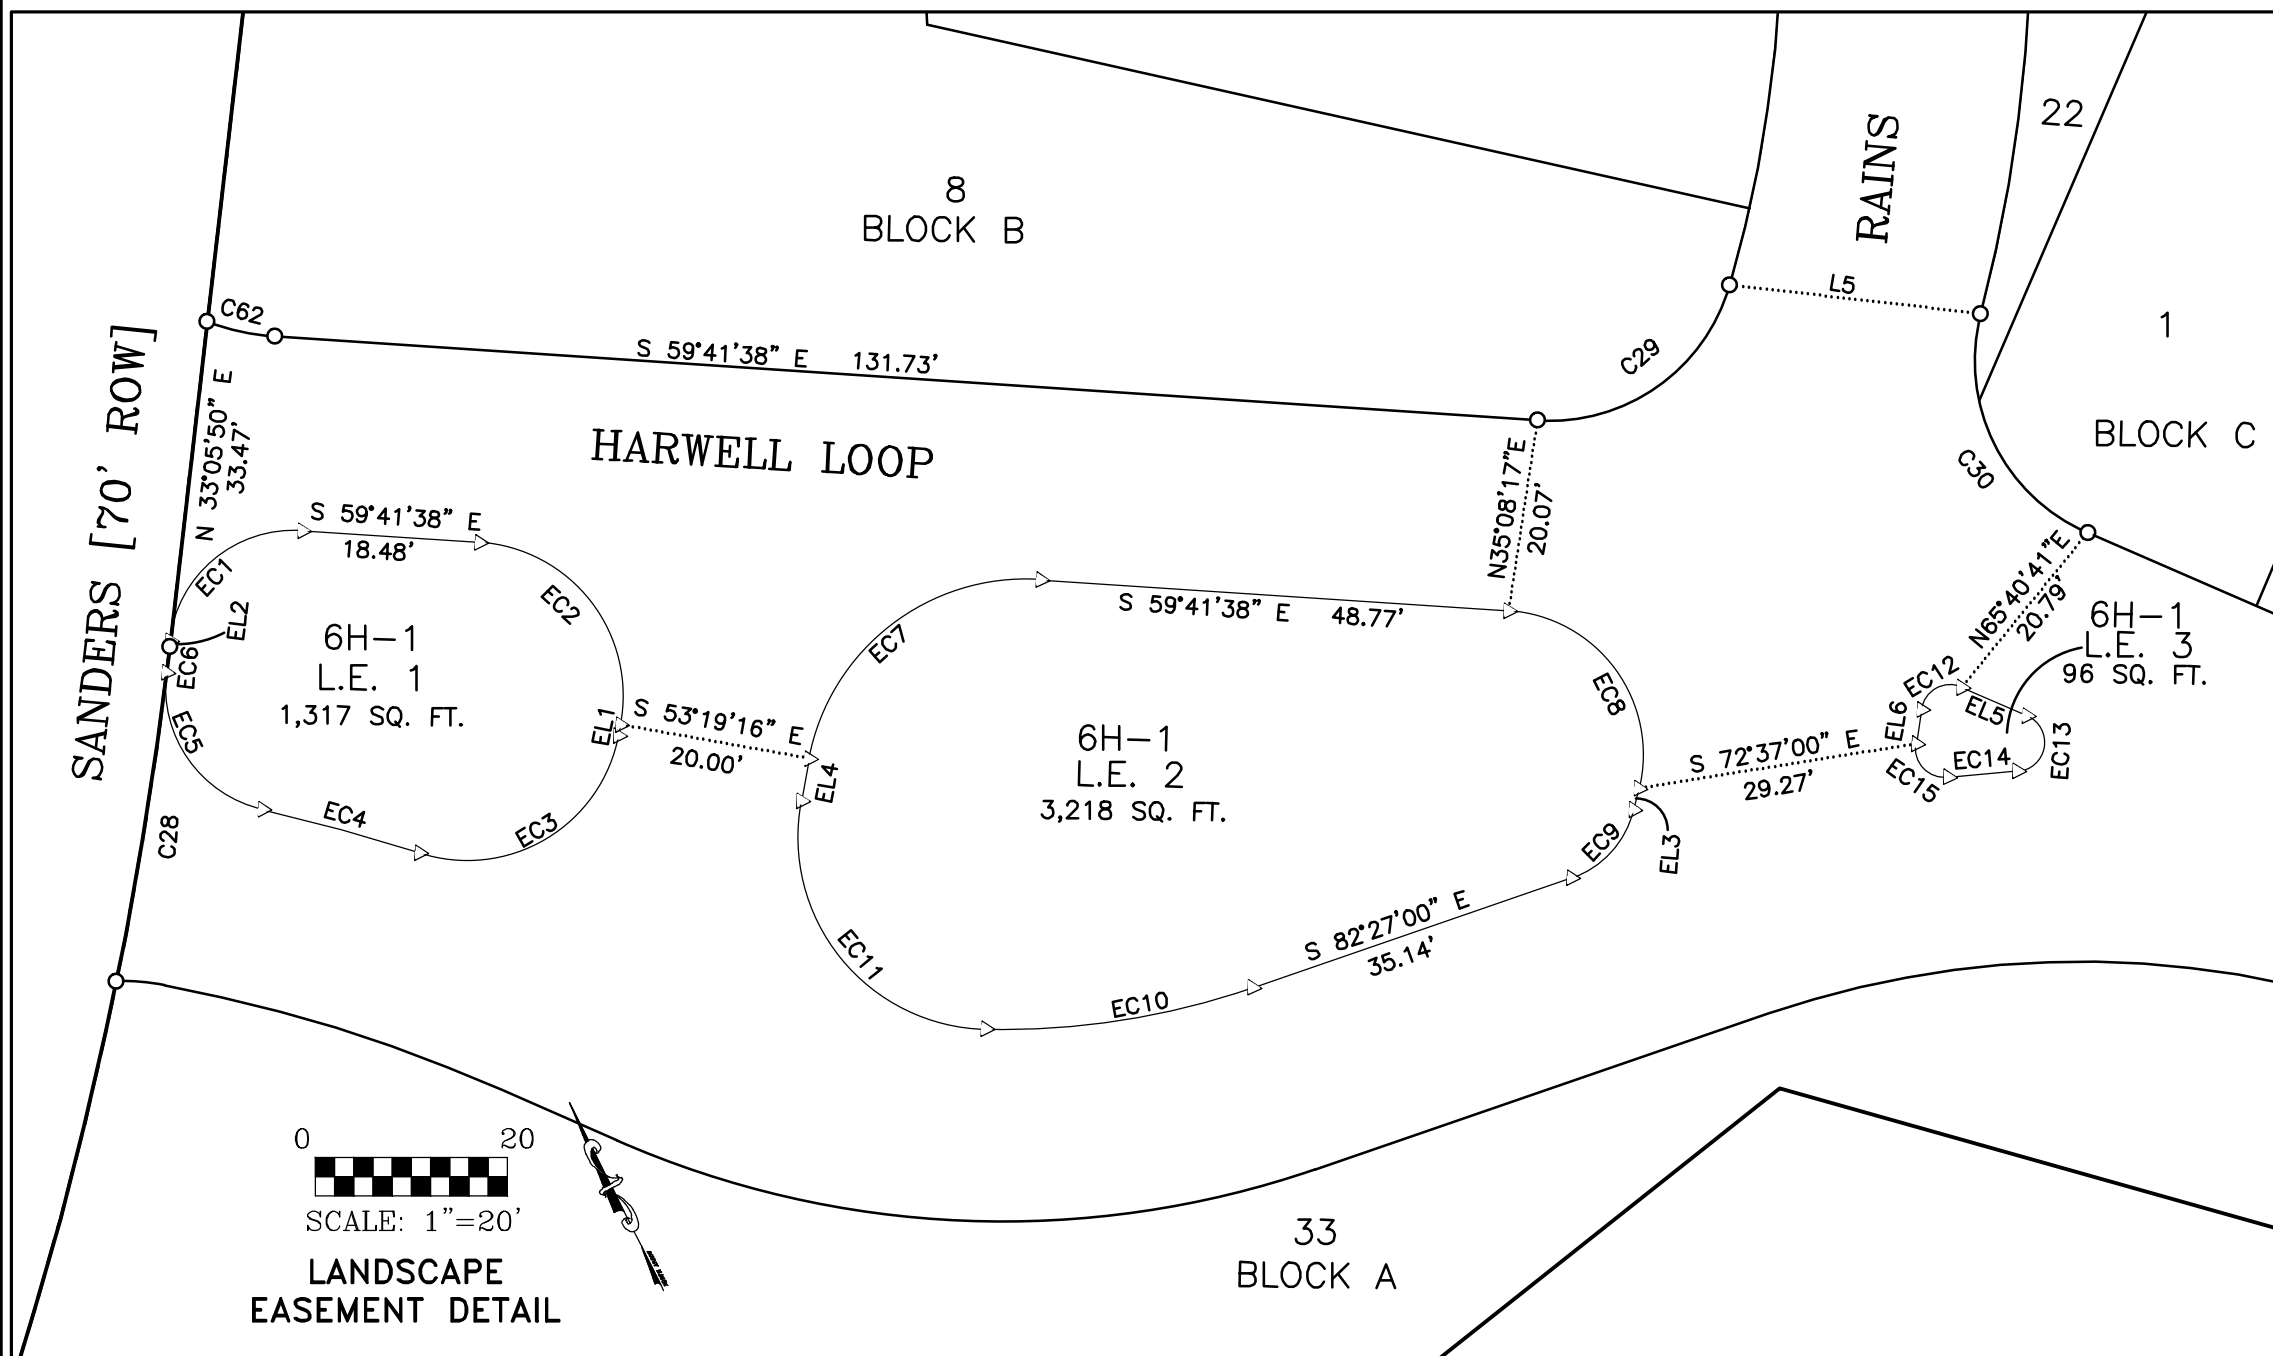 22
RAINS
8
BLOCK B
L5
1
C62
C29
S 59°41'38" E 131.73'
SANDERS [70' ROW]
N 33°05'50" E
33.47'
HARWELL LOOP
BLOCK C
C30
N35°08'17"E
20.07'
S 59°41'38" E
18.48'
EC1
EC2
EL2
N65°40'41"E
20.79'
S 59°41'38" E 48.77'
6H-1
L.E. 1
1,317 SQ. FT.
EC7
6H-1
L.E. 3
96 SQ. FT.
EC6
EC5
EC8
EC12
EL5
EL6
EC13
EC14
EC15
EL1
S 53°19'16" E
20.00'
EL4
6H-1
L.E. 2
3,218 SQ. FT.
S 72°37'00" E
29.27'
C28
EC4
EC3
EC9
EL3
EC11
S 82°27'00" E
35.14'
EC10
0 20
SCALE: 1"=20'
LANDSCAPE
EASEMENT DETAIL
33
BLOCK A